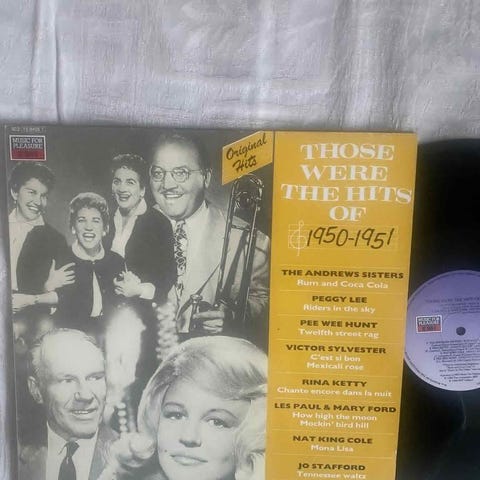 MUSIC FOR
PLEASURE
Original
Hits
THOSE
WERE
THE HITS
OF
1950-1951
THE ANDREWS SISTERS
Rum and Coca Cola
PEGGY LEE
Riders in the sky
PEE WEE HUNT
Twelfth street rag
VICTOR SYLVESTER
C'est si bon
Mexicali rose
RINA KETTY
Chante encore dans la nuit
LES PAUL & MARY FORD
How high the moon
Mockin' bird hill
NAT KING COLE
Mona Lisa
JO STAFFORD
Tennessee waltz